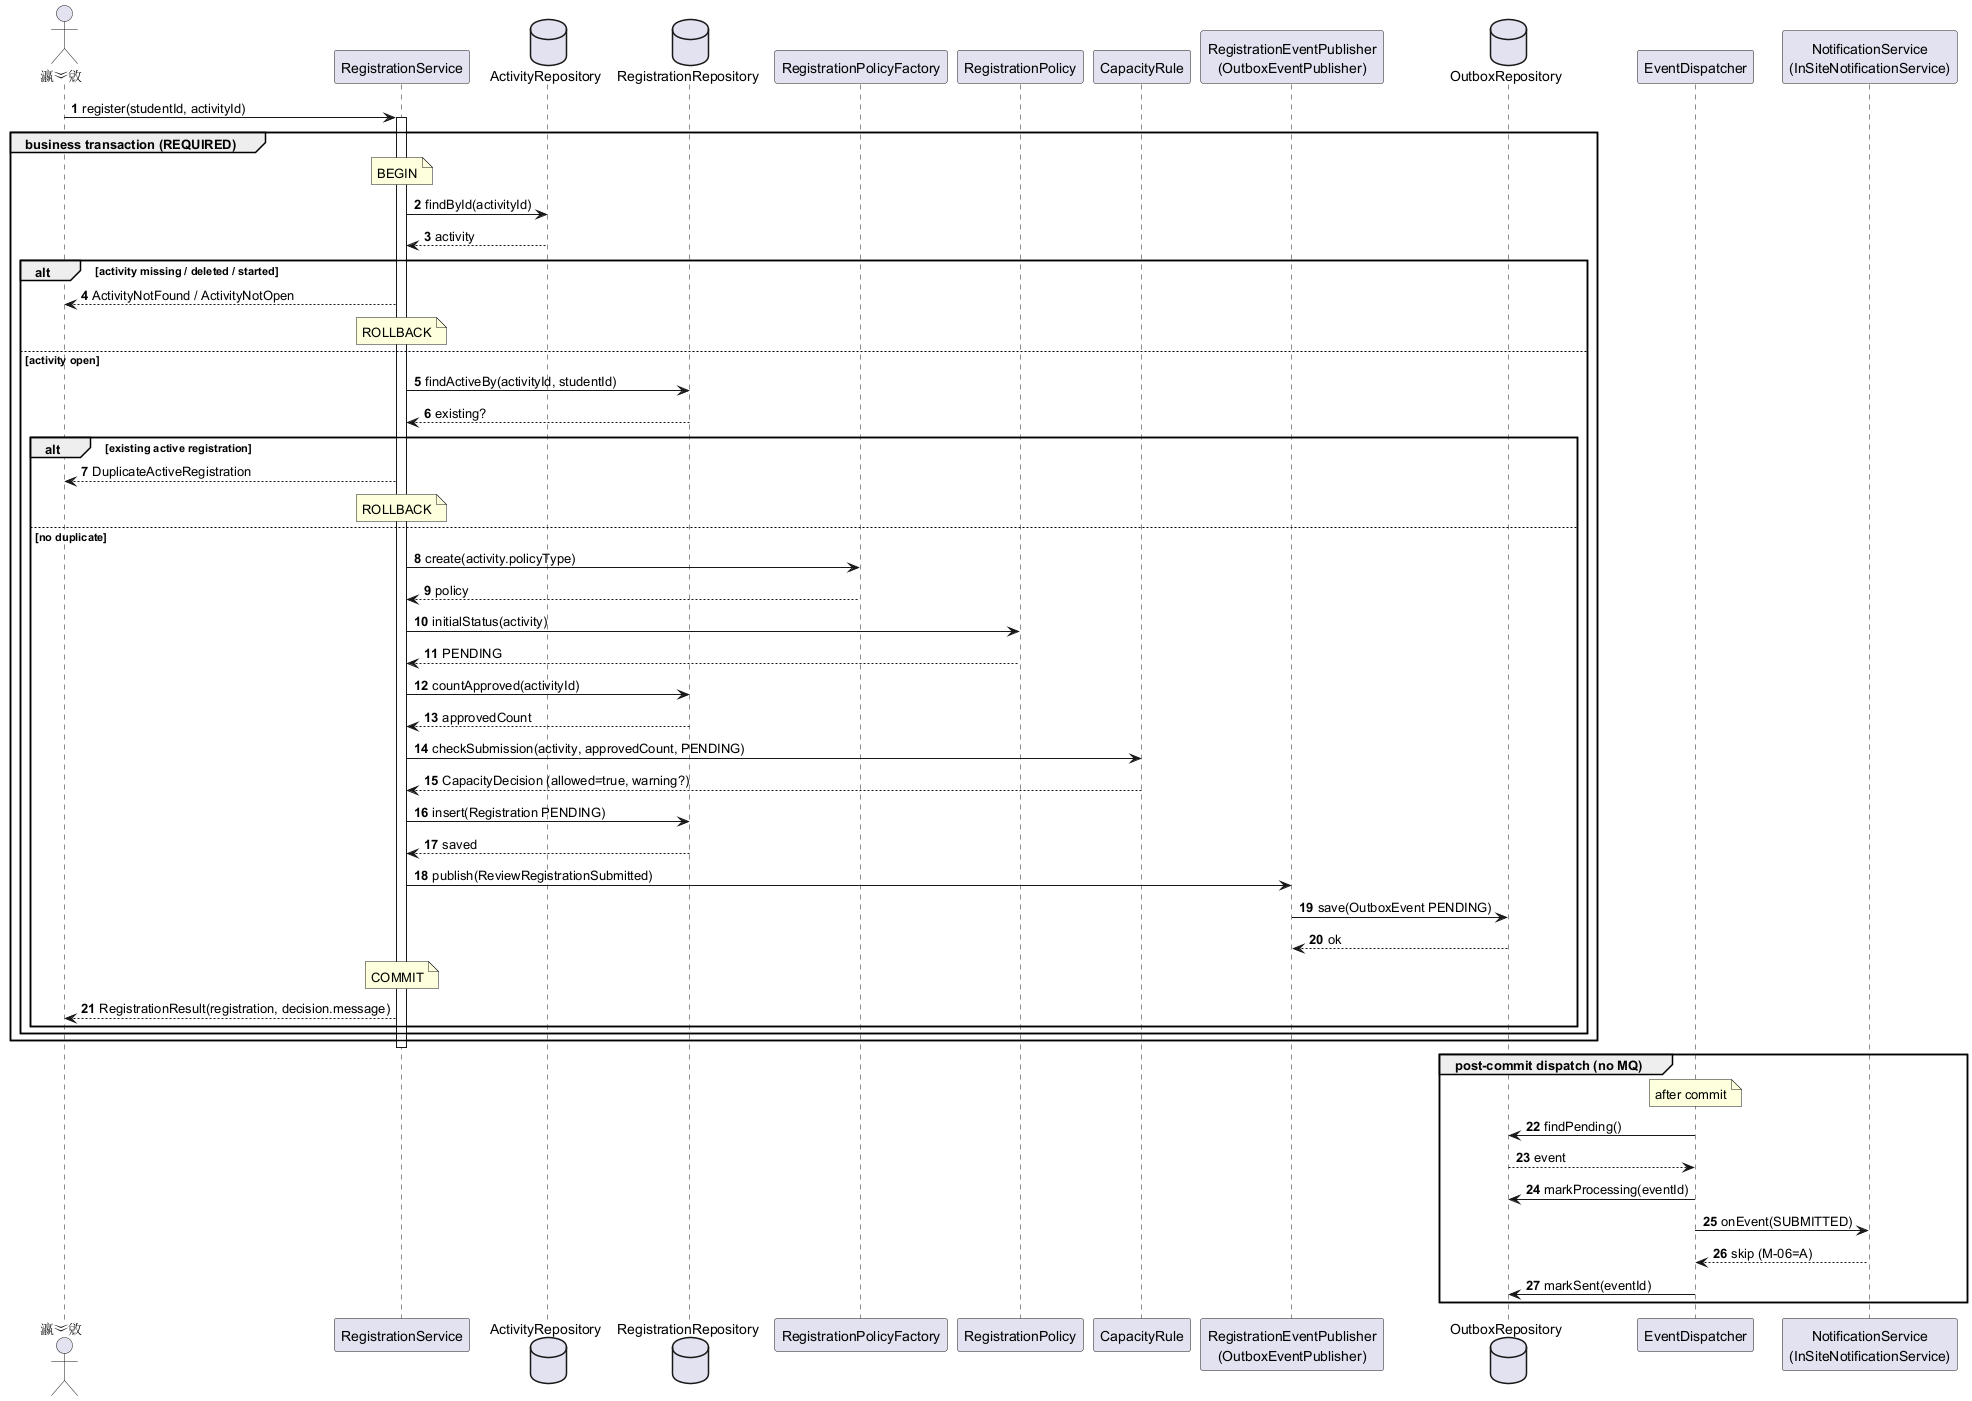 RegistrationService
ActivityRepository
RegistrationRepository
RegistrationPolicyFactory
RegistrationPolicy
CapacityRule
RegistrationEventPublisher
(OutboxEventPublisher)
OutboxRepository
EventDispatcher
NotificationService
(InSiteNotificationService)
1 register(studentId, activityId)
business transaction (REQUIRED)
BEGIN
2 findById(activityId)
3 activity
alt [activity missing / deleted / started]
4 ActivityNotFound / ActivityNotOpen
ROLLBACK
[activity open]
5 findActiveBy(activityId, studentId)
6 existing?
alt [existing active registration]
7 DuplicateActiveRegistration
ROLLBACK
[no duplicate]
8 create(activity.policyType)
9 policy
10 initialStatus(activity)
11 PENDING
12 countApproved(activityId)
13 approvedCount
14 checkSubmission(activity, approvedCount, PENDING)
15 CapacityDecision (allowed=true, warning?)
16 insert(Registration PENDING)
17 saved
18 publish(ReviewRegistrationSubmitted)
19 save(OutboxEvent PENDING)
20 ok
COMMIT
21 RegistrationResult(registration, decision.message)
post-commit dispatch (no MQ)
after commit
22 findPending()
23 event
24 markProcessing(eventId)
25 onEvent(SUBMITTED)
26 skip (M-06=A)
27 markSent(eventId)
RegistrationService
ActivityRepository
RegistrationRepository
RegistrationPolicyFactory
RegistrationPolicy
CapacityRule
RegistrationEventPublisher
(OutboxEventPublisher)
OutboxRepository
EventDispatcher
NotificationService
(InSiteNotificationService)